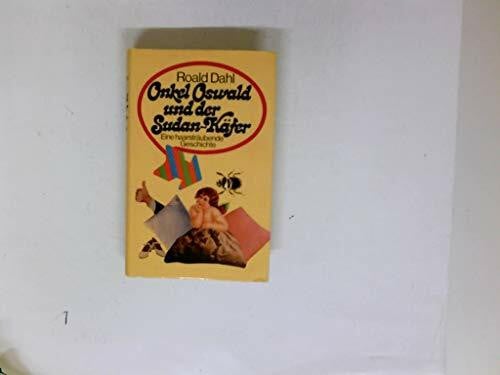 Roald Dahl
Onkel Oswald
und der
Sudan-Käfer
Eine haarsträubende
Geschichte